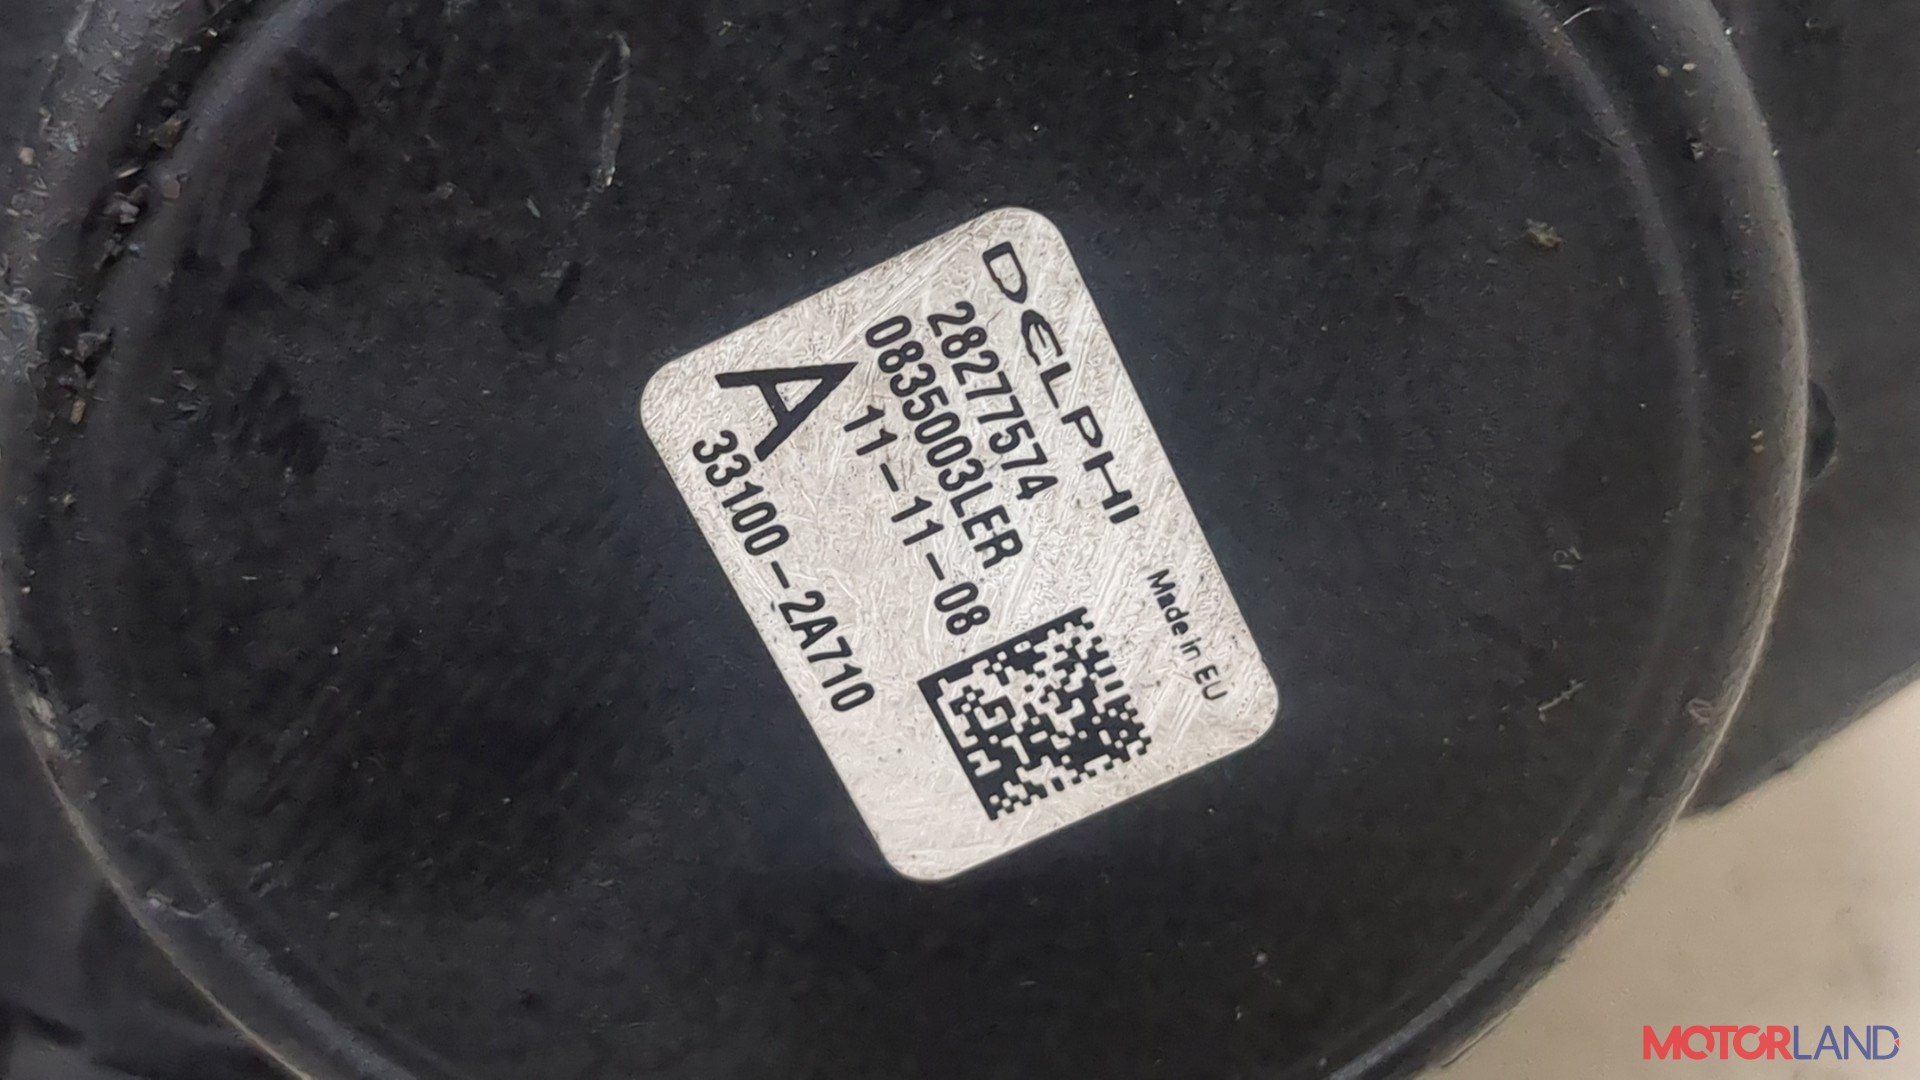 DELPHI
Made in EU
28277574
0835003LER
11-11-08
A
33100-2A710
MOTORLAND